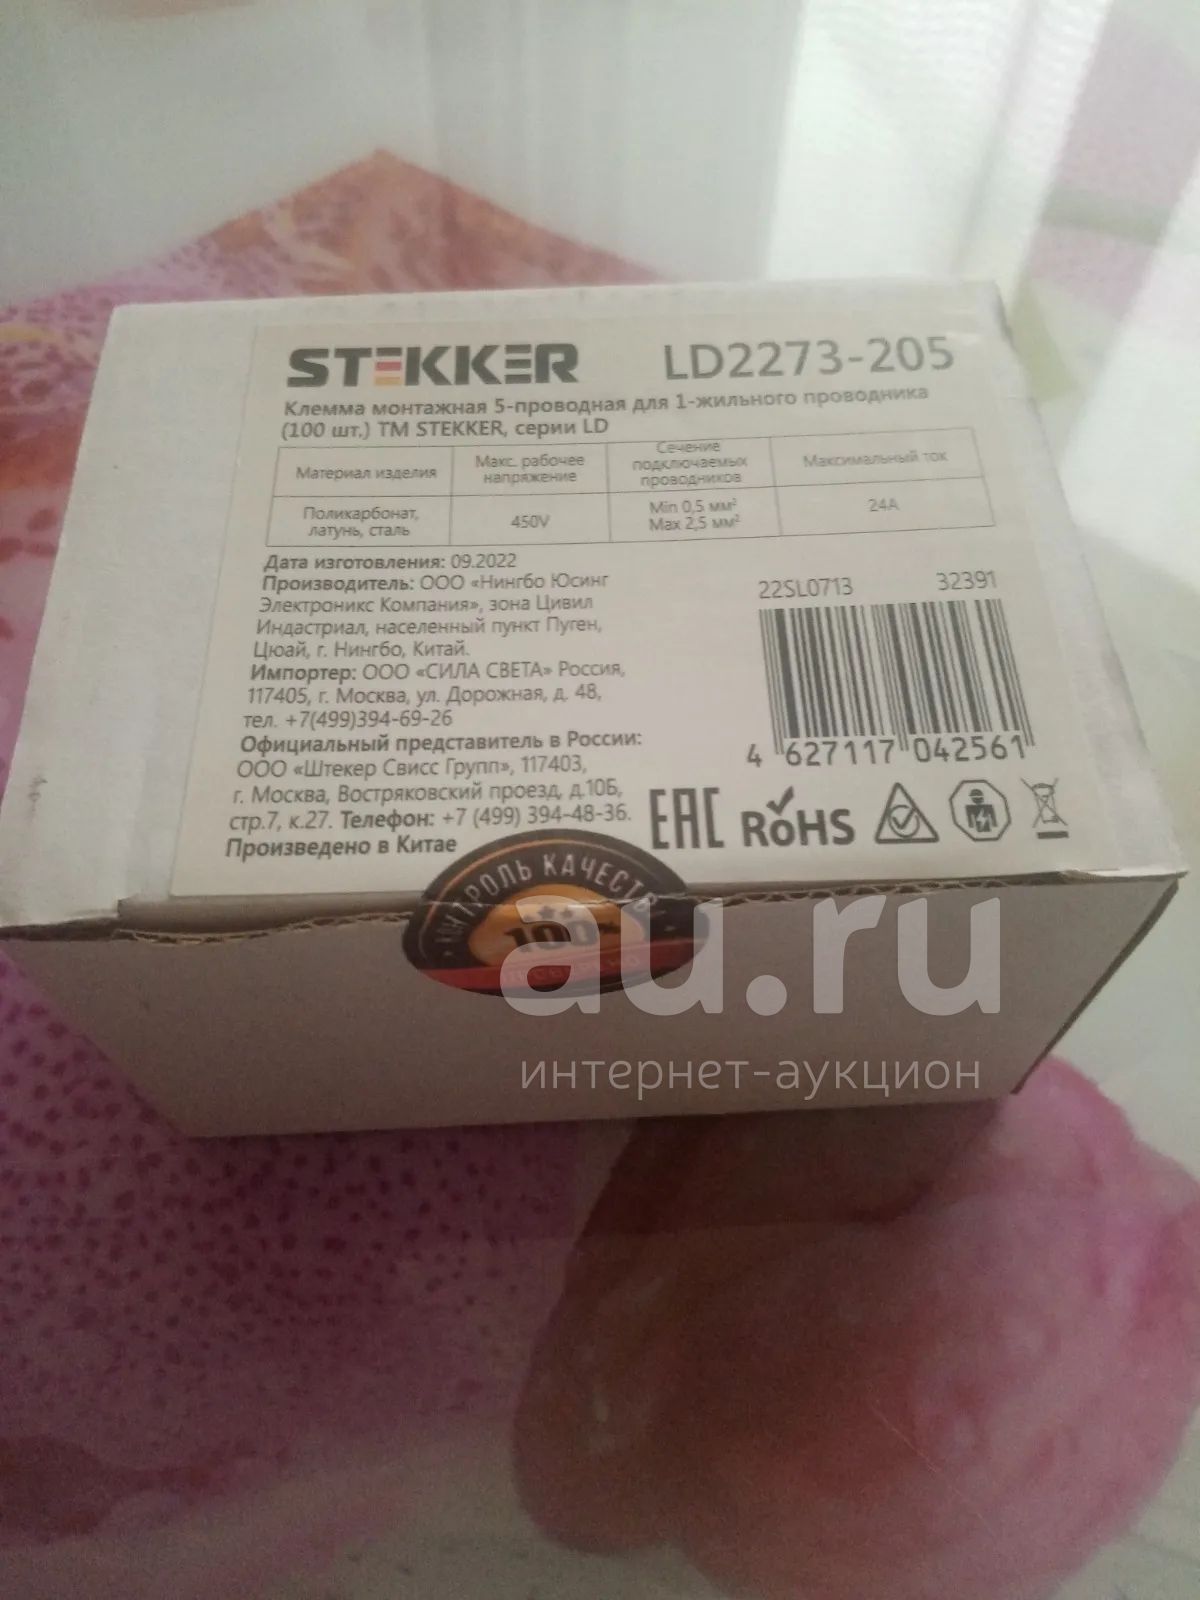 STEKKER LD2273-205
Клемма монтажная 5-проводная для 1-жильного проводника
(100 шт.) ТМ STEKKER, серии LD
Материал изделия
Макс. рабочее
напряжение
Сечение
подключаемых
проводников
Максимальный ток
Поликарбонат,
латунь, сталь
450V
Min 0,5 мм²
Max 2,5 мм²
24A
Дата изготовления: 09.2022
Производитель: ООО «Нингбо Юсинг
Электроникс Компания», зона Цивил
Индастриал, населенный пункт Пуген,
Цюай, г. Нингбо, Китай.
Импортер: ООО «СИЛА СВЕТА» Россия,
117405, г. Москва, ул. Дорожная, д. 48,
тел. +7(499)394-69-26
Официальный представитель в России:
ООО «Штекер Свисс Групп», 117403,
г. Москва, Востряковский проезд, д.10Б,
стр.7, к.27. Телефон: +7 (499) 394-48-36.
Произведено в Китае
22SL0713 32391
4 627117 042561
EAC RoHS
КОНТРОЛЬ КАЧЕСТВА
100%
au.ru
интернет-аукцион